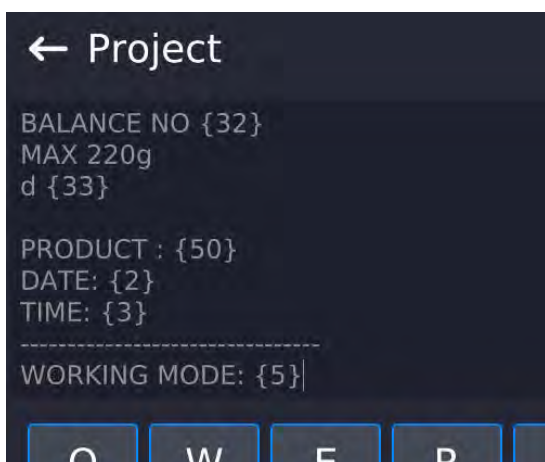 ← Project
BALANCE NO {32}
MAX 220g
d {33}
PRODUCT : {50}
DATE: {2}
TIME: {3}
--------------------------------
WORKING MODE: {5}
Q W E R